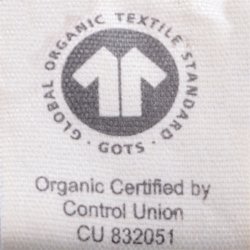 GLOBAL ORGANIC TEXTILE STANDARD
· GOTS ·
Organic Certified by
Control Union
CU 832051